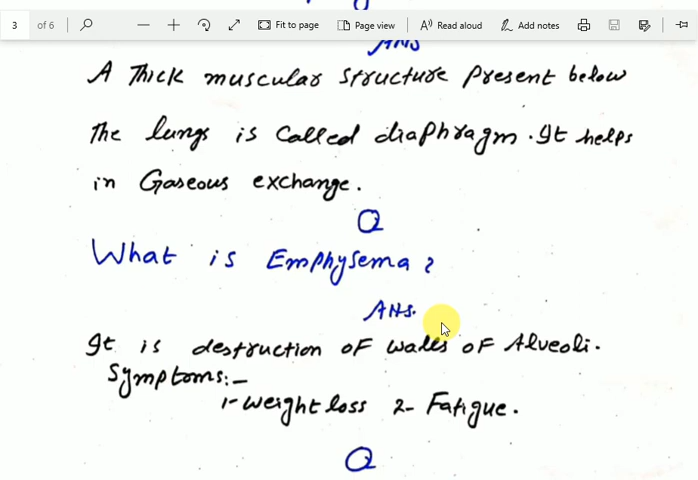 3 of 6 Fit to page Page view Read aloud Add notes
ANS
A Thick muscular structure Present below
The lungs is called diaphragm. It helps
in Gaseous exchange.
Q
What is Emphysema?
ANS.
It is destruction of walls of Alveoli.
Symptoms:-
1- Weight loss 2- Fatigue.
Q